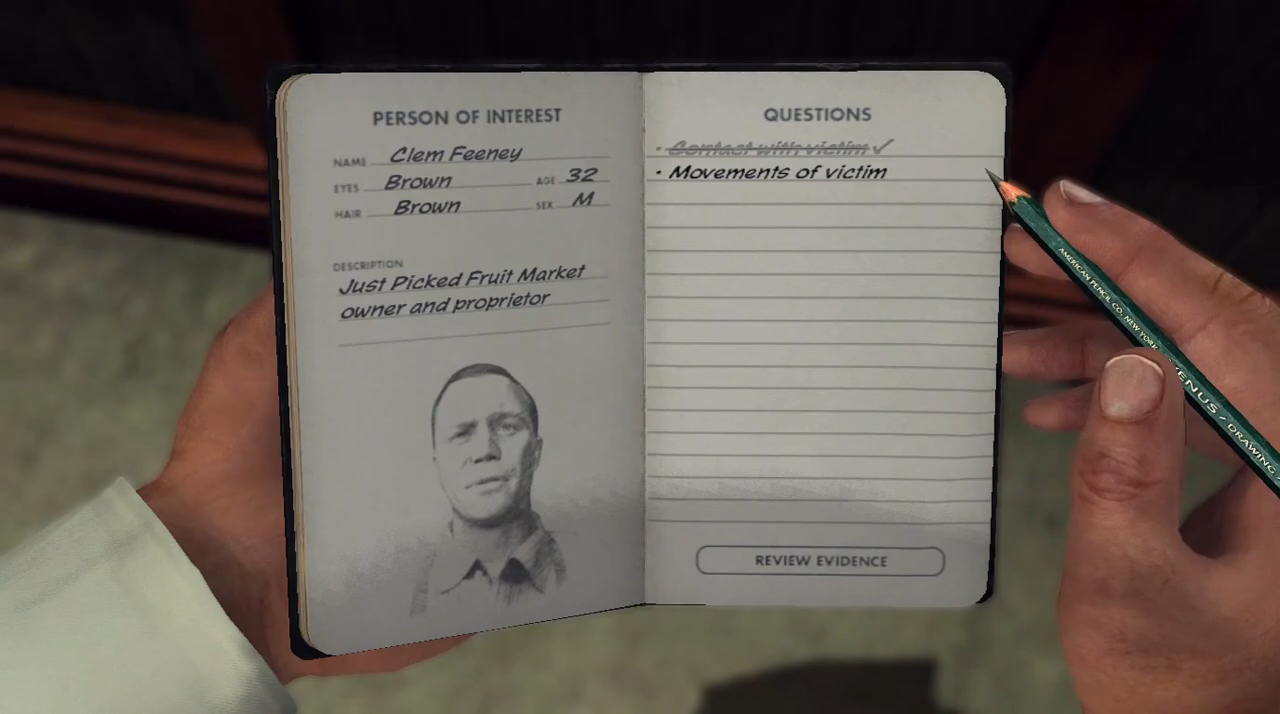 PERSON OF INTEREST
NAME Clem Feeney
EYES Brown AGE 32
HAIR Brown SEX M
DESCRIPTION
Just Picked Fruit Market
owner and proprietor
QUESTIONS
· Contact with victim ✓
· Movements of victim
REVIEW EVIDENCE
AMERICAN PENCIL CO. NEW YORK
VENUS / DRAWING